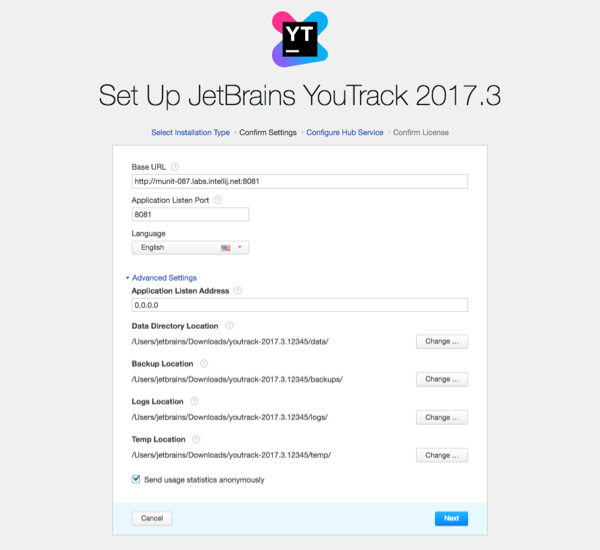 YT
Set Up JetBrains YouTrack 2017.3
Select Installation Type › Confirm Settings › Configure Hub Service › Confirm License
Base URL ?
http://munit-087.labs.intellij.net:8081
Application Listen Port ?
8081
Language
English
Advanced Settings
Application Listen Address ?
0.0.0.0
Data Directory Location ?
/Users/jetbrains/Downloads/youtrack-2017.3.12345/data/ Change ...
Backup Location ?
/Users/jetbrains/Downloads/youtrack-2017.3.12345/backups/ Change ...
Logs Location ?
/Users/jetbrains/Downloads/youtrack-2017.3.12345/logs/ Change ...
Temp Location ?
/Users/jetbrains/Downloads/youtrack-2017.3.12345/temp/ Change ...
Send usage statistics anonymously
Cancel Next